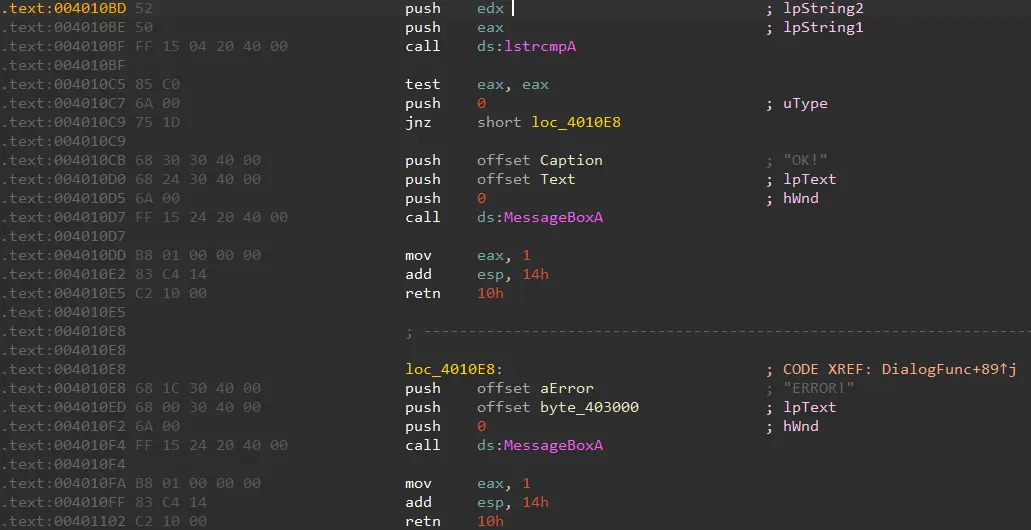 .text:004010BD 52 push edx ; lpString2
.text:004010BE 50 push eax ; lpString1
.text:004010BF FF 15 04 20 40 00 call ds:lstrcmpA
.text:004010BF
.text:004010C5 85 C0 test eax, eax
.text:004010C7 6A 00 push 0 ; uType
.text:004010C9 75 1D jnz short loc_4010E8
.text:004010C9
.text:004010CB 68 30 30 40 00 push offset Caption ; "OK!"
.text:004010D0 68 24 30 40 00 push offset Text ; lpText
.text:004010D5 6A 00 push 0 ; hWnd
.text:004010D7 FF 15 24 20 40 00 call ds:MessageBoxA
.text:004010D7
.text:004010DD B8 01 00 00 00 mov eax, 1
.text:004010E2 83 C4 14 add esp, 14h
.text:004010E5 C2 10 00 retn 10h
.text:004010E5
.text:004010E8 ; ---------------------------------------------------------------------------
.text:004010E8
.text:004010E8 loc_4010E8: ; CODE XREF: DialogFunc+89↑j
.text:004010E8 68 1C 30 40 00 push offset aError ; "ERROR!"
.text:004010ED 68 00 30 40 00 push offset byte_403000 ; lpText
.text:004010F2 6A 00 push 0 ; hWnd
.text:004010F4 FF 15 24 20 40 00 call ds:MessageBoxA
.text:004010F4
.text:004010FA B8 01 00 00 00 mov eax, 1
.text:004010FF 83 C4 14 add esp, 14h
.text:00401102 C2 10 00 retn 10h